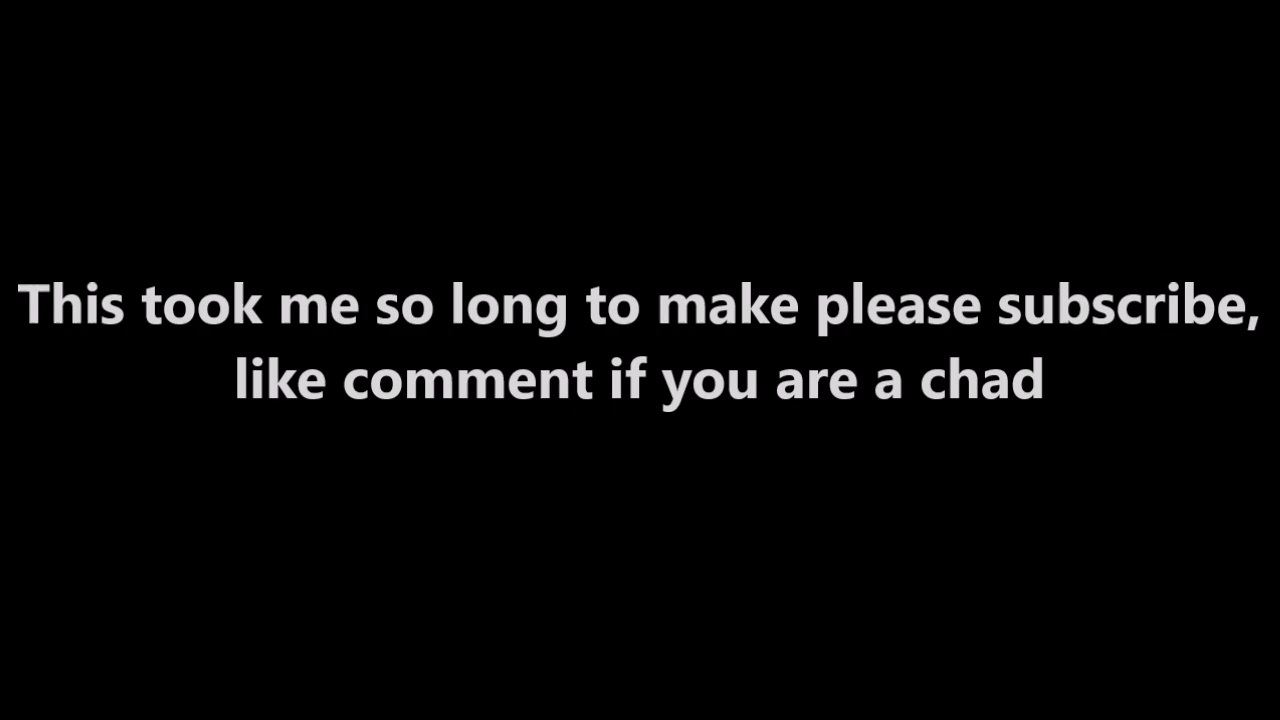 This took me so long to make please subscribe,
like comment if you are a chad